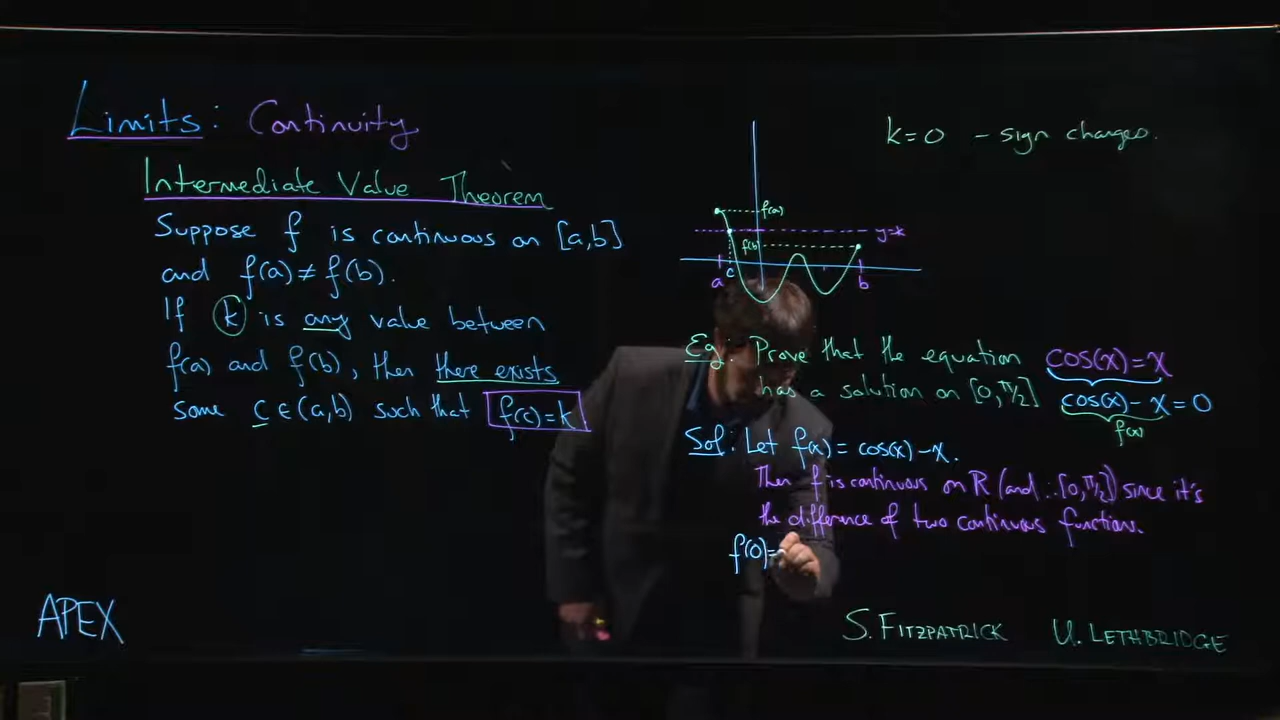 Limits: Continuity
Intermediate Value Theorem
Suppose f is continuous on [a,b]
and f(a) ≠ f(b).
If k is any value between
f(a) and f(b), then there exists
some c ∈ (a,b) such that f(c)=k.
k=0 - sign changes.
f(a)
y=k
f(b)
a c b
Eg: Prove that the equation cos(x)=x
has a solution on [0,π/2] cos(x)-x=0
f(x)
Sol: Let f(x) = cos(x)-x.
Then f is continuous on R (and...[0,π/2]) since it's
the difference of two continuous functions.
f(0)=
APEX
S. FITZPATRICK U. LETHBRIDGE